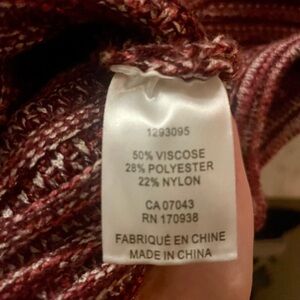 1293095
50% VISCOSE
28% POLYESTER
22% NYLON
CA 07043
RN 170938
FABRIQUÉ EN CHINE
MADE IN CHINA